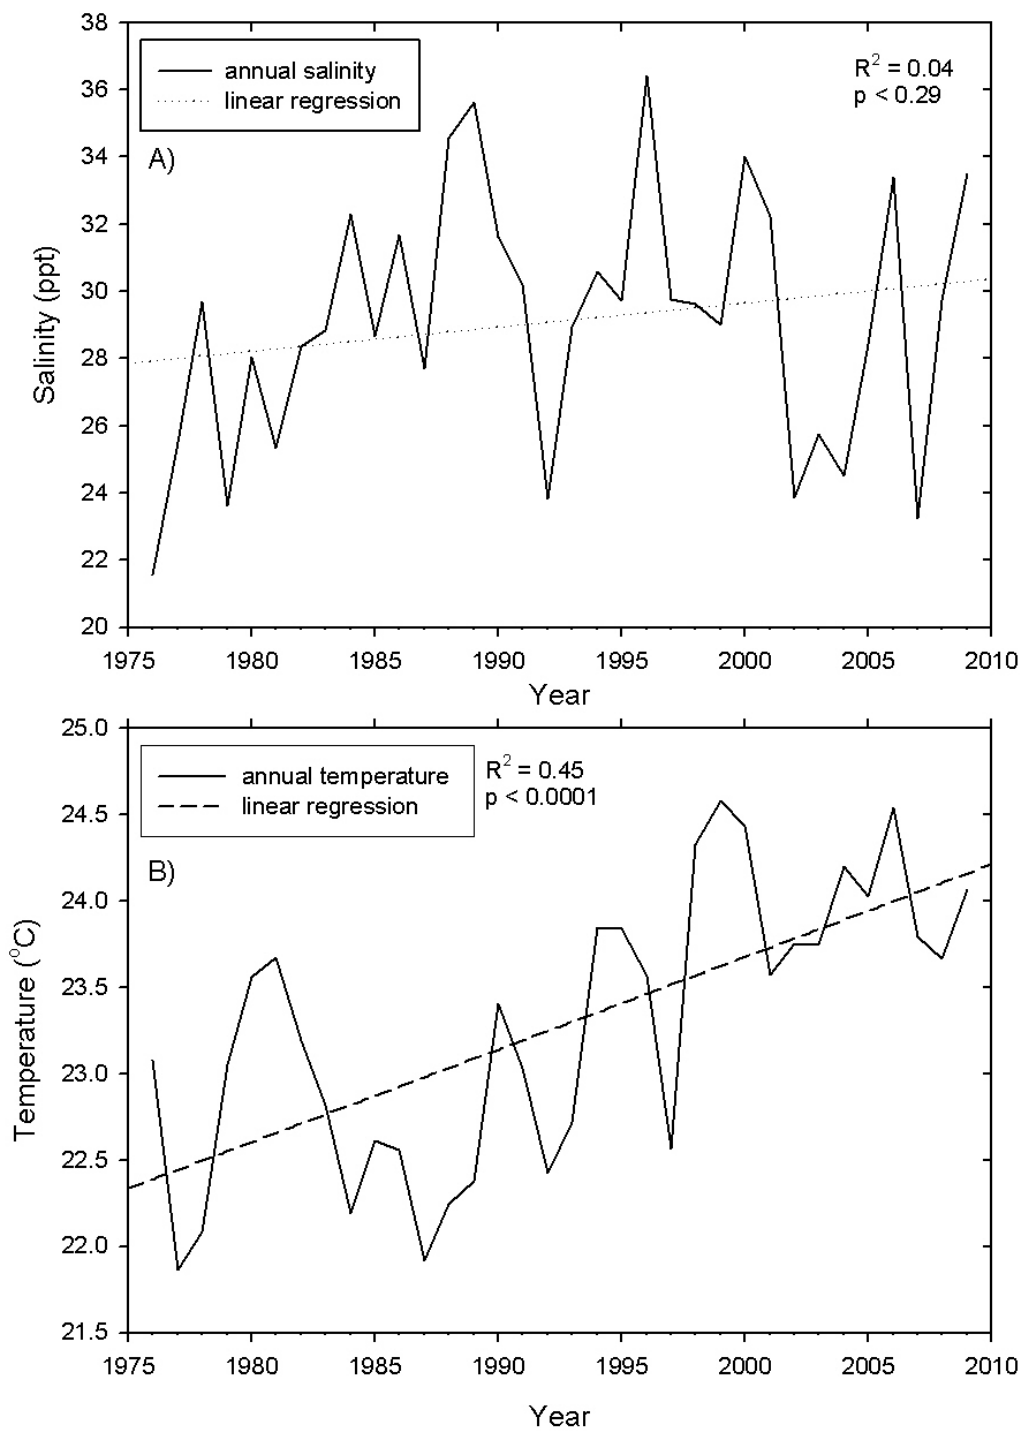 38
36
34
32
30
28
26
24
22
20
Salinity (ppt)
annual salinity
linear regression
R² = 0.04
p < 0.29
A)
1975 1980 1985 1990 1995 2000 2005 2010
Year
25.0
24.5
24.0
23.5
23.0
22.5
22.0
21.5
Temperature (°C)
annual temperature
linear regression
R² = 0.45
p < 0.0001
B)
1975 1980 1985 1990 1995 2000 2005 2010
Year